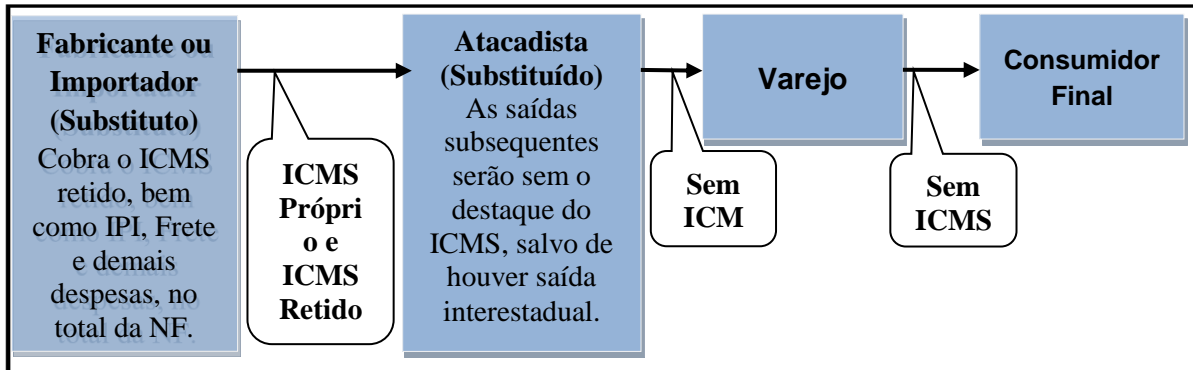 Fabricante ou
Importador
(Substituto)
Cobra o ICMS
retido, bem
como IPI, Frete
e demais
despesas, no
total da NF.
ICMS
Própri
o e
ICMS
Retido
Atacadista
(Substituído)
As saídas
subsequentes
serão sem o
destaque do
ICMS, salvo de
houver saída
interestadual.
Sem
ICM
Varejo
Sem
ICMS
Consumidor
Final